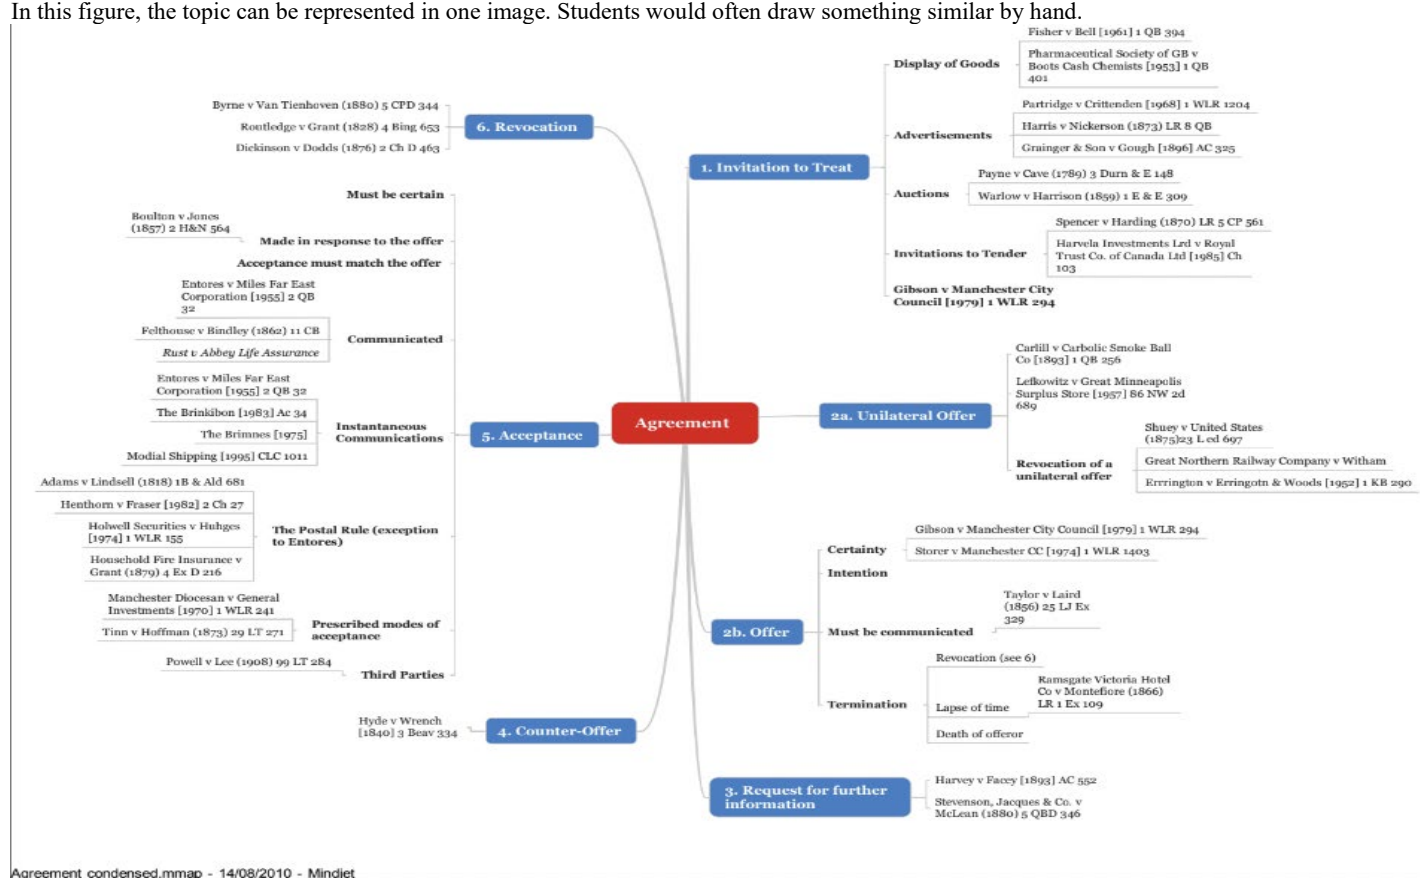 In this figure, the topic can be represented in one image. Students would often draw something similar by hand.
Agreement
1. Invitation to Treat
Display of Goods
Fisher v Bell [1961] 1 QB 394
Pharmaceutical Society of GB v
Boots Cash Chemists [1953] 1 QB
401
Advertisements
Partridge v Crittenden [1968] 1 WLR 1204
Harris v Nickerson (1873) LR 8 QB
Grainger & Son v Gough [1896] AC 325
Auctions
Payne v Cave (1789) 3 Durn & E 148
Warlow v Harrison (1859) 1 E & E 309
Invitations to Tender
Spencer v Harding (1870) LR 5 CP 561
Harvela Investments Lrd v Royal
Trust Co. of Canada Ltd [1985] Ch
103
Gibson v Manchester City
Council [1979] 1 WLR 294
2a. Unilateral Offer
Carlill v Carbolic Smoke Ball
Co [1893] 1 QB 256
Lefkowitz v Great Minneapolis
Surplus Store [1957] 86 NW 2d
689
Revocation of a
unilateral offer
Shuey v United States
(1875)23 L ed 697
Great Northern Railway Company v Witham
Errrington v Erringotn & Woods [1952] 1 KB 290
2b. Offer
Certainty
Gibson v Manchester City Council [1979] 1 WLR 294
Storer v Manchester CC [1974] 1 WLR 1403
Intention
Must be communicated
Taylor v Laird
(1856) 25 LJ Ex
329
Termination
Revocation (see 6)
Lapse of time
Ramsgate Victoria Hotel
Co v Montefiore (1866)
LR 1 Ex 109
Death of offeror
3. Request for further
information
Harvey v Facey [1893] AC 552
Stevenson, Jacques & Co. v
McLean (1880) 5 QBD 346
4. Counter-Offer
Hyde v Wrench
[1840] 3 Beav 334
5. Acceptance
Must be certain
Made in response to the offer
Boulton v Jones
(1857) 2 H&N 564
Acceptance must match the offer
Communicated
Entores v Miles Far East
Corporation [1955] 2 QB
32
Felthouse v Bindley (1862) 11 CB
Rust v Abbey Life Assurance
Instantaneous
Communications
Entores v Miles Far East
Corporation [1955] 2 QB 32
The Brinkibon [1983] Ac 34
The Brimnes [1975]
Modial Shipping [1995] CLC 1011
The Postal Rule (exception
to Entores)
Adams v Lindsell (1818) 1B & Ald 681
Henthorn v Fraser [1982] 2 Ch 27
Holwell Securities v Huhges
[1974] 1 WLR 155
Household Fire Insurance v
Grant (1879) 4 Ex D 216
Prescribed modes of
acceptance
Manchester Diocesan v General
Investments [1970] 1 WLR 241
Tinn v Hoffman (1873) 29 LT 271
Third Parties
Powell v Lee (1908) 99 LT 284
6. Revocation
Byrne v Van Tienhoven (1880) 5 CPD 344
Routledge v Grant (1828) 4 Bing 653
Dickinson v Dodds (1876) 2 Ch D 463
Agreement condensed.mmap - 14/08/2010 - Mindjet